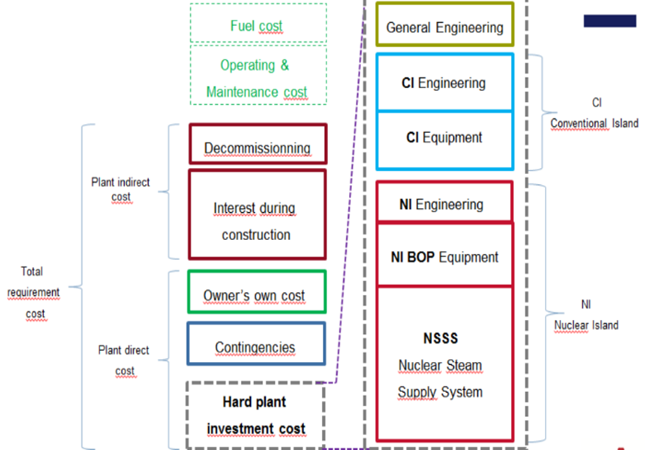 Fuel cost
Operating &
Maintenance cost
Decommissionning
Interest during
construction
Plant indirect
cost
Total
requirement
cost
Owner's own cost
Contingencies
Plant direct
cost
Hard plant
investment cost
General Engineering
CI Engineering
CI Equipment
CI
Conventional Island
NI Engineering
NI BOP Equipment
NSSS
Nuclear Steam
Supply System
NI
Nuclear Island